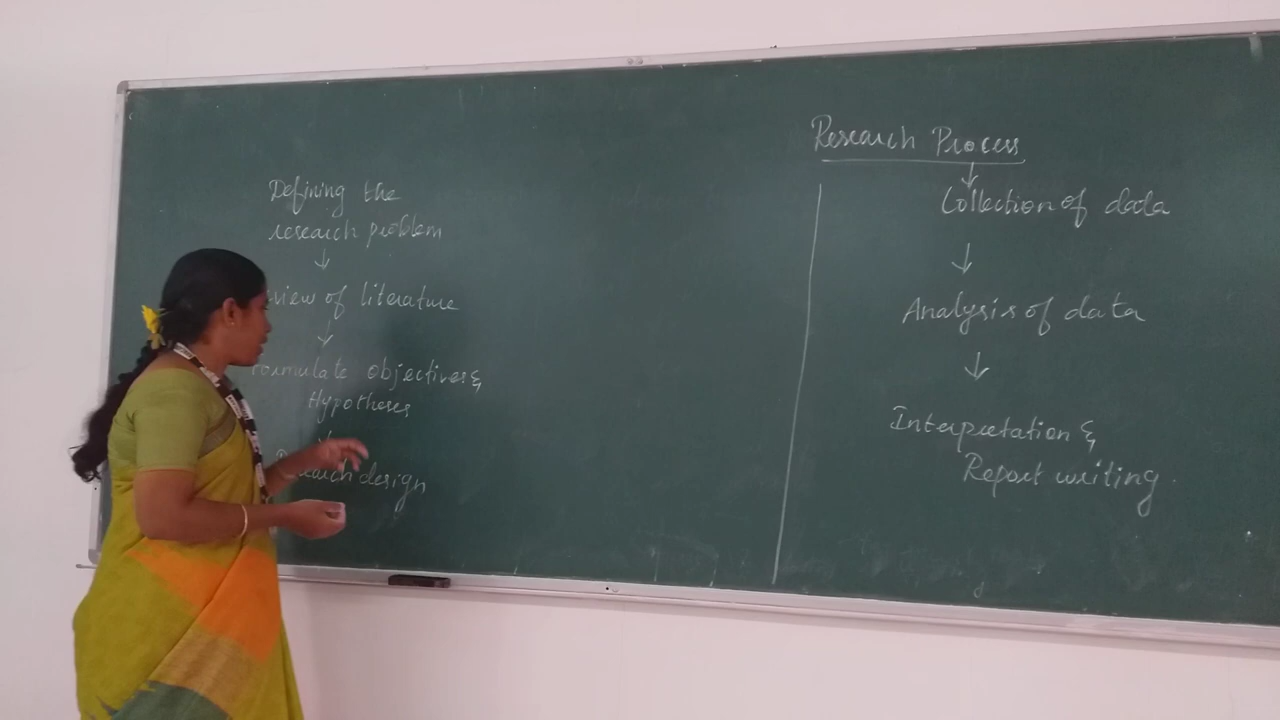 Research Process
Defining the
research problem
↓
view of literature
↓
Formulate objectives &
Hypotheses
↓
Research design
↓
Collection of data
↓
Analysis of data
↓
Interpretation &
Report writing